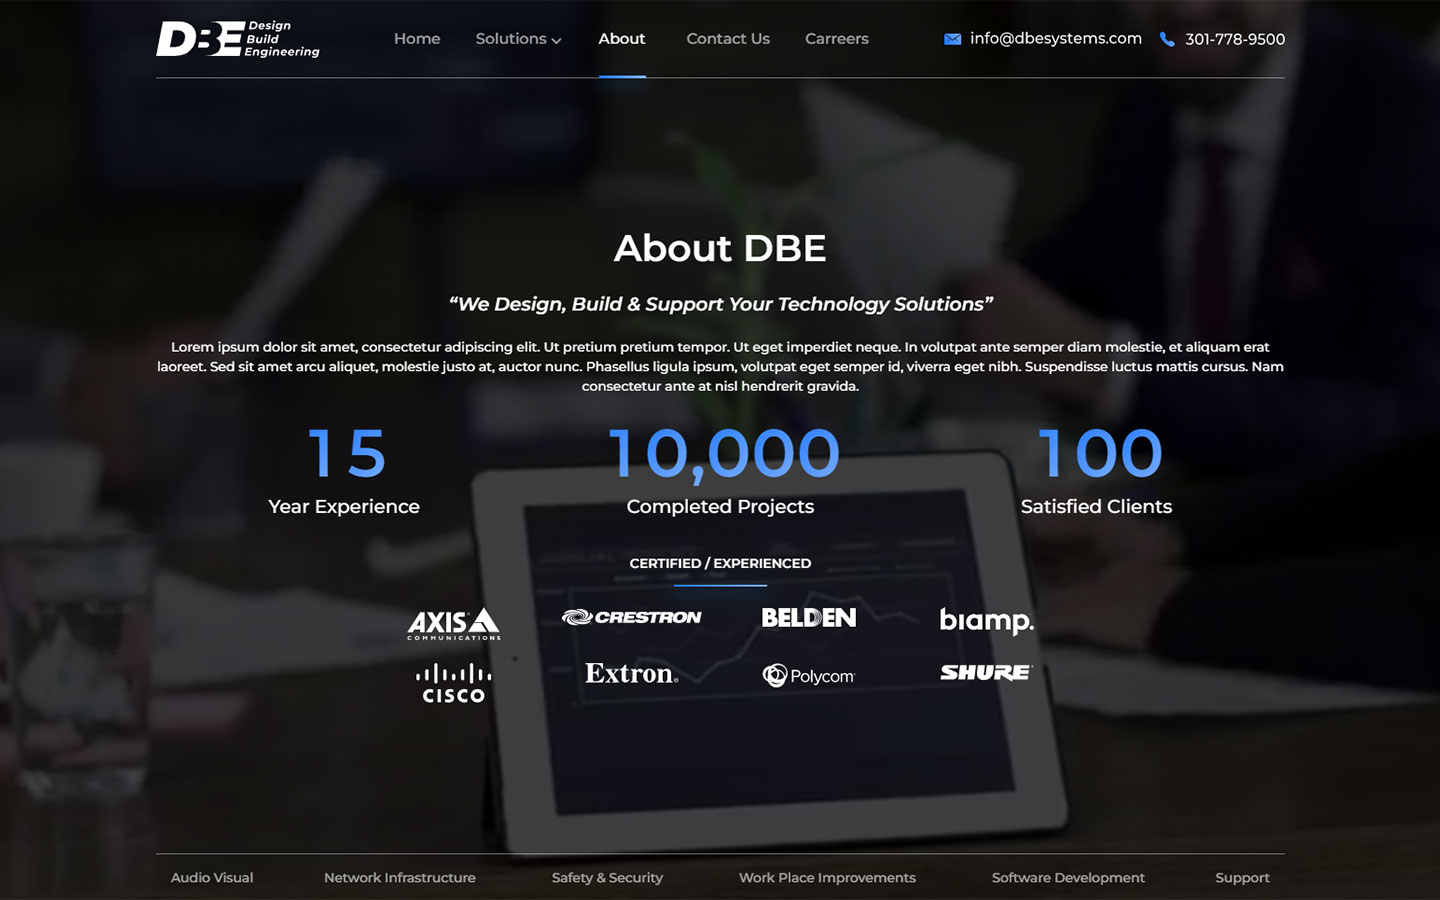 DBE
Design
Build
Engineering
Home
Solutions
About
Contact Us
Carreers
info@dbesystems.com
301-778-9500
About DBE
“We Design, Build & Support Your Technology Solutions”
Lorem ipsum dolor sit amet, consectetur adipiscing elit. Ut pretium pretium tempor. Ut eget imperdiet neque. In volutpat ante semper diam molestie, et aliquam erat
laoreet. Sed sit amet arcu aliquet, molestie justo at, auctor nunc. Phasellus ligula ipsum, volutpat eget semper id, viverra eget nibh. Suspendisse luctus mattis cursus. Nam
consectetur ante at nisl hendrerit gravida.
15
Year Experience
10,000
Completed Projects
100
Satisfied Clients
CERTIFIED / EXPERIENCED
AXIS
COMMUNICATIONS
CRESTRON
BELDEN
biamp.
CISCO
Extron®
Polycom
SHURE
Audio Visual
Network Infrastructure
Safety & Security
Work Place Improvements
Software Development
Support